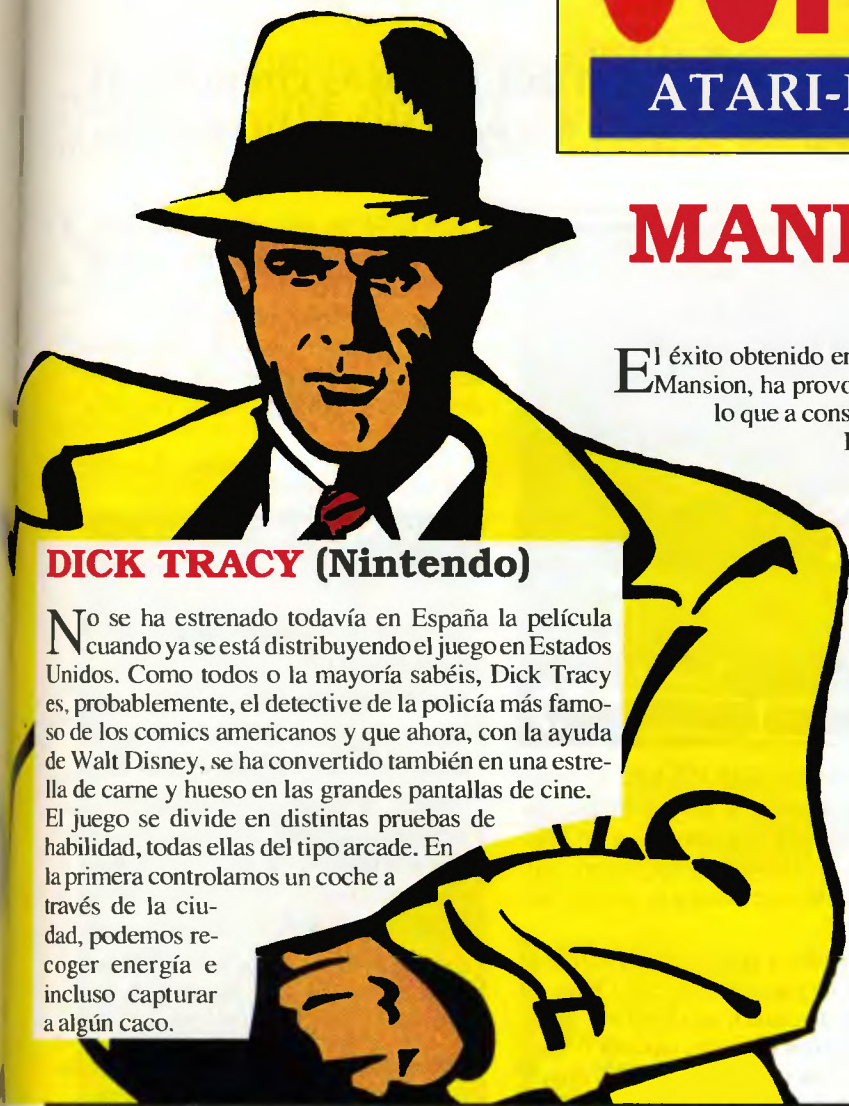 ATARI-
MANI
El éxito obtenido en
Mansion, ha provo
lo que a cons
DICK TRACY (Nintendo)
No se ha estrenado todavía en España la película
cuando ya se está distribuyendo el juego en Estados
Unidos. Como todos o la mayoría sabéis, Dick Tracy
es, probablemente, el detective de la policía más famo-
so de los comics americanos y que ahora, con la ayuda
de Walt Disney, se ha convertido también en una estre-
lla de carne y hueso en las grandes pantallas de cine.
El juego se divide en distintas pruebas de
habilidad, todas ellas del tipo arcade. En
la primera controlamos un coche a
través de la ciu-
dad, podemos re-
coger energía e
incluso capturar
a algún caco.